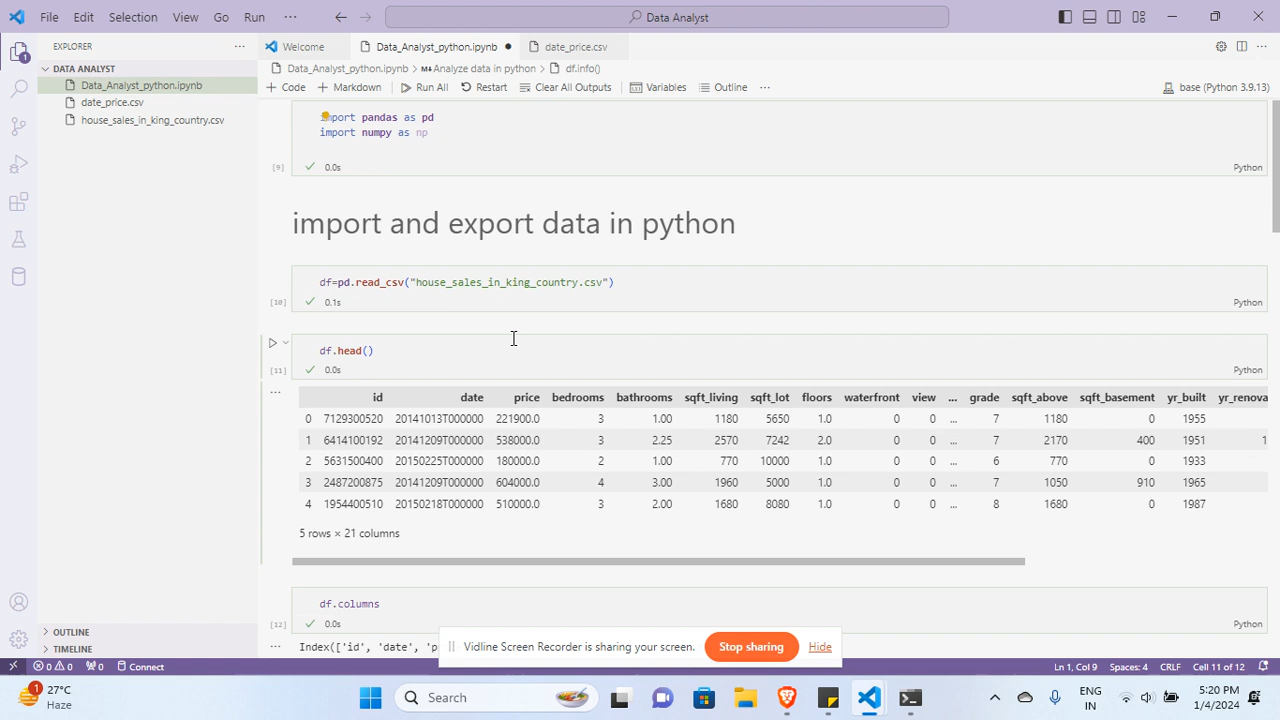 File Edit Selection View Go Run ··· Data Analyst
EXPLORER ···
DATA ANALYST
Data_Analyst_python.ipynb
date_price.csv
house_sales_in_king_country.csv
OUTLINE
TIMELINE
Welcome Data_Analyst_python.ipynb date_price.csv ···
Data_Analyst_python.ipynb > M↓Analyze data in python > df.info()
+ Code + Markdown Run All Restart Clear All Outputs Variables Outline ··· base (Python 3.9.13)
import pandas as pd
import numpy as np
[9] 0.0s Python
import and export data in python
df=pd.read_csv("house_sales_in_king_country.csv")
[10] 0.1s Python
df.head()
[11] 0.0s Python
id date price bedrooms bathrooms sqft_living sqft_lot floors waterfront view ... grade sqft_above sqft_basement yr_built yr_renova
0 7129300520 20141013T000000 221900.0 3 1.00 1180 5650 1.0 0 0 ... 7 1180 0 1955
1 6414100192 20141209T000000 538000.0 3 2.25 2570 7242 2.0 0 0 ... 7 2170 400 1951 1
2 5631500400 20150225T000000 180000.0 2 1.00 770 10000 1.0 0 0 ... 6 770 0 1933
3 2487200875 20141209T000000 604000.0 4 3.00 1960 5000 1.0 0 0 ... 7 1050 910 1965
4 1954400510 20150218T000000 510000.0 3 2.00 1680 8080 1.0 0 0 ... 8 1680 0 1987
5 rows × 21 columns
df.columns
[12] 0.0s Python
Index(['id', 'date', 'p
Vidline Screen Recorder is sharing your screen. Stop sharing Hide
0 0 0 Connect Ln 1, Col 9 Spaces: 4 CRLF Cell 11 of 12
1 27°C
Haze
Search
ENG
IN
5:20 PM
1/4/2024